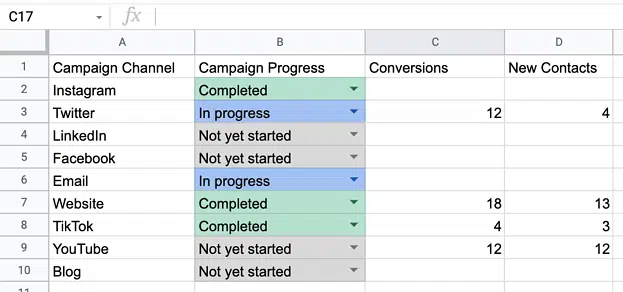 C17 fx
A B C D
1 Campaign Channel Campaign Progress Conversions New Contacts
2 Instagram Completed
3 Twitter In progress 12 4
4 LinkedIn Not yet started
5 Facebook Not yet started
6 Email In progress
7 Website Completed 18 13
8 TikTok Completed 4 3
9 YouTube Not yet started 12 12
10 Blog Not yet started
11